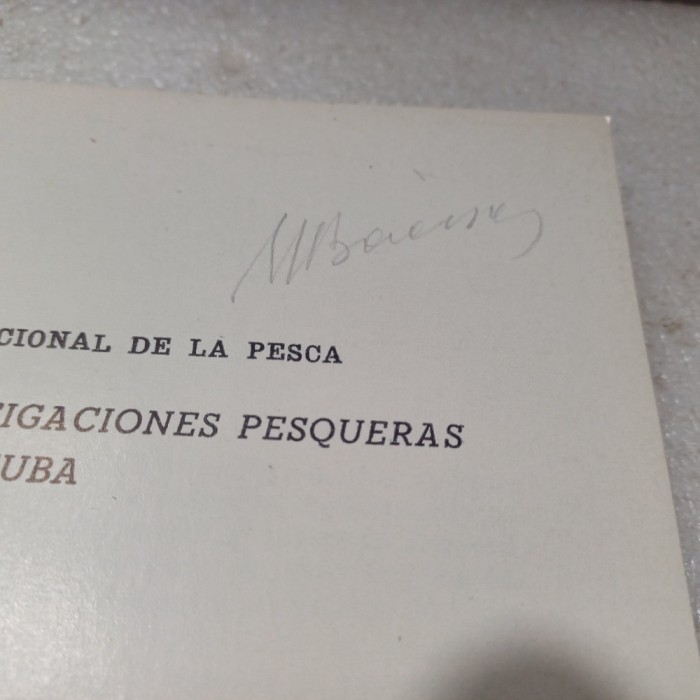 CIONAL DE LA PESCA
IGACIONES PESQUERAS
UBA